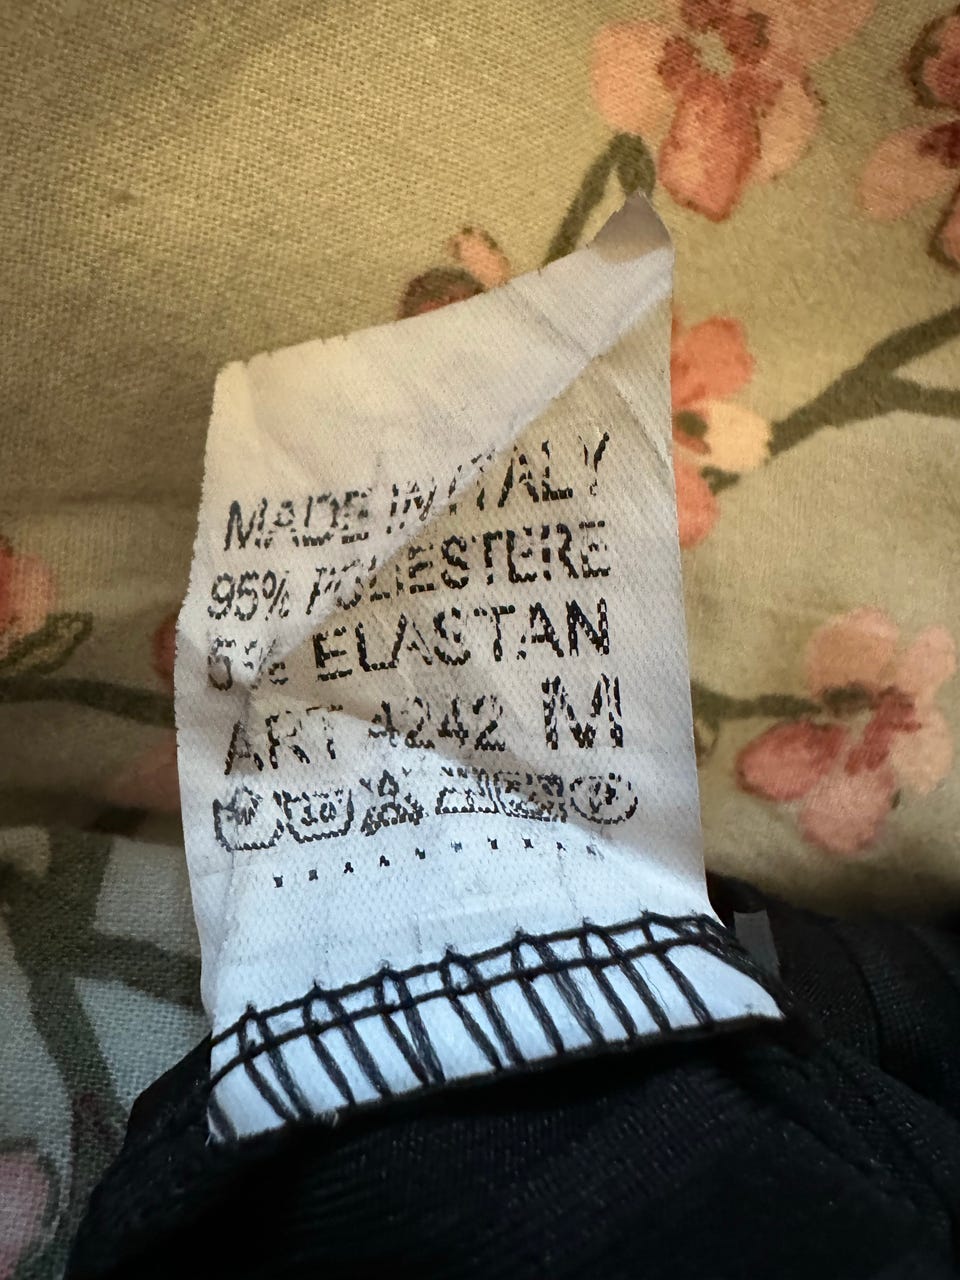 MADE IN ITALY
95% POLIESTERE
5% ELASTAN
ART 4242 M